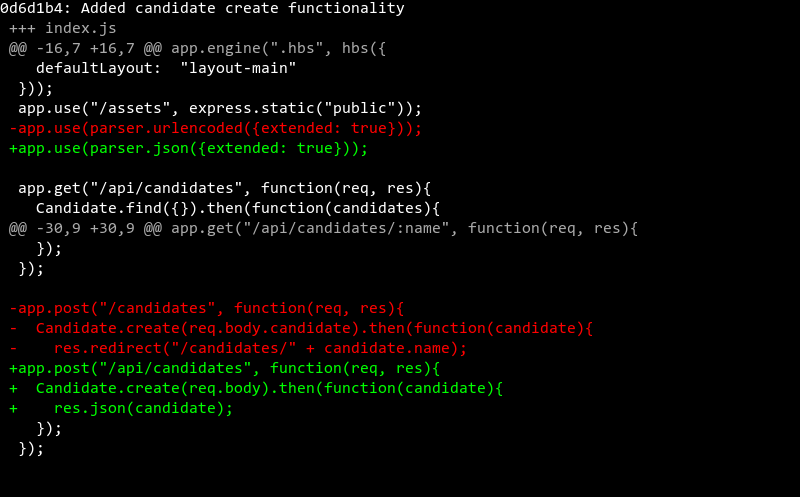 0d6d1b4: Added candidate create functionality
 +++ index.js
 @@ -16,7 +16,7 @@ app.engine(".hbs", hbs({
    defaultLayout:  "layout-main"
  }));
  app.use("/assets", express.static("public"));
 -app.use(parser.urlencoded({extended: true}));
 +app.use(parser.json({extended: true}));

  app.get("/api/candidates", function(req, res){
    Candidate.find({}).then(function(candidates){
 @@ -30,9 +30,9 @@ app.get("/api/candidates/:name", function(req, res){
    });
  });

 -app.post("/candidates", function(req, res){
 -  Candidate.create(req.body.candidate).then(function(candidate){
 -    res.redirect("/candidates/" + candidate.name);
 +app.post("/api/candidates", function(req, res){
 +  Candidate.create(req.body).then(function(candidate){
 +    res.json(candidate);
    });
  });